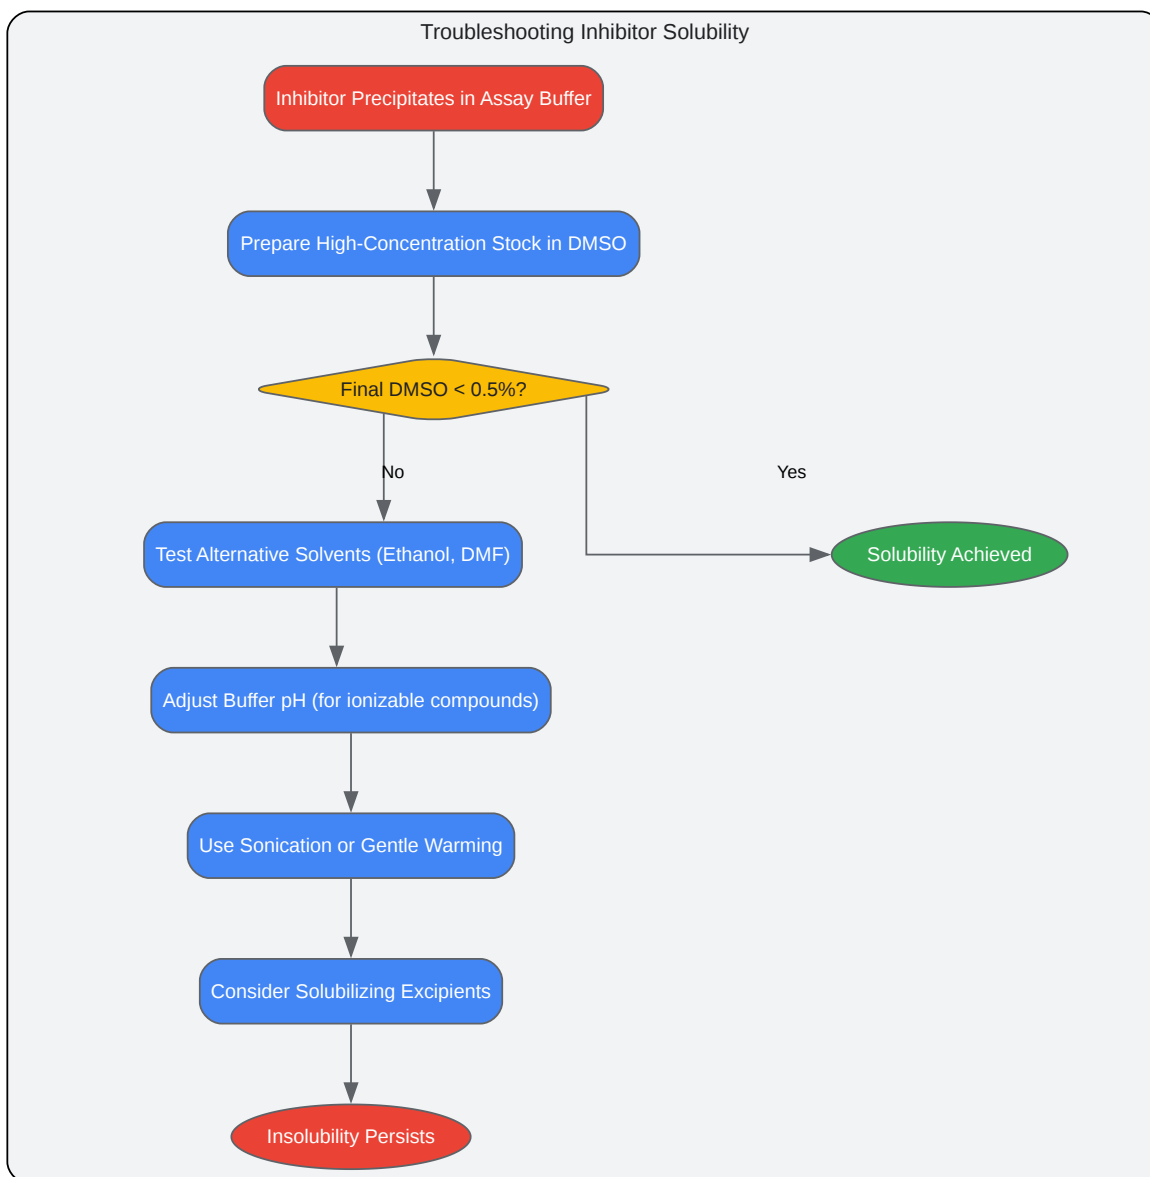 Troubleshooting Inhibitor Solubility
Inhibitor Precipitates in Assay Buffer
Prepare High-Concentration Stock in DMSO
Final DMSO < 0.5%?
No
Yes
Test Alternative Solvents (Ethanol, DMF)
Solubility Achieved
Adjust Buffer pH (for ionizable compounds)
Use Sonication or Gentle Warming
Consider Solubilizing Excipients
Insolubility Persists